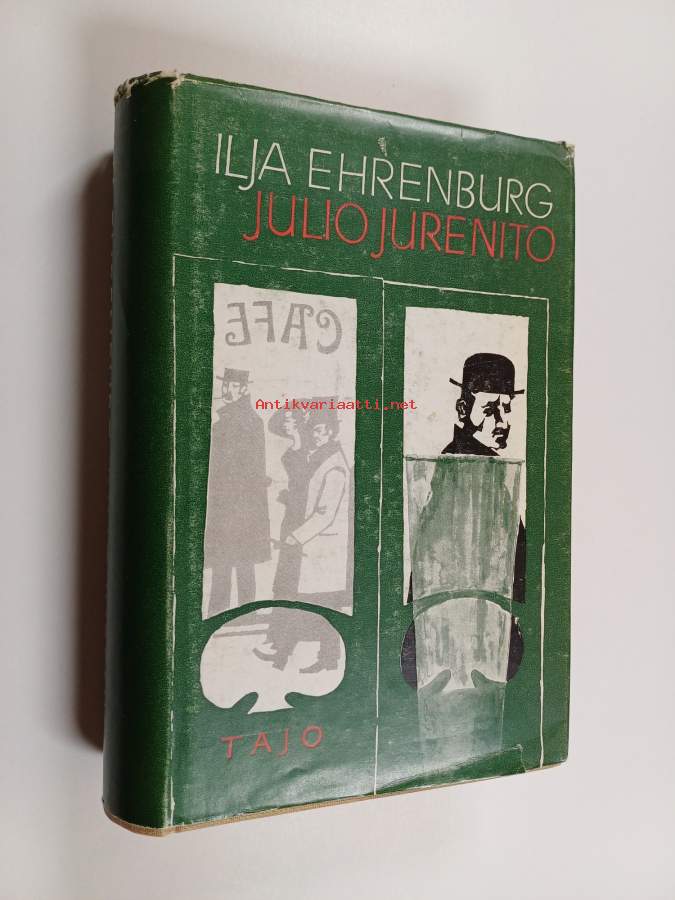 ILJA EHRENBURG
JULIO JURENITO
CAFE
Antikvariaatti.net
TAJO